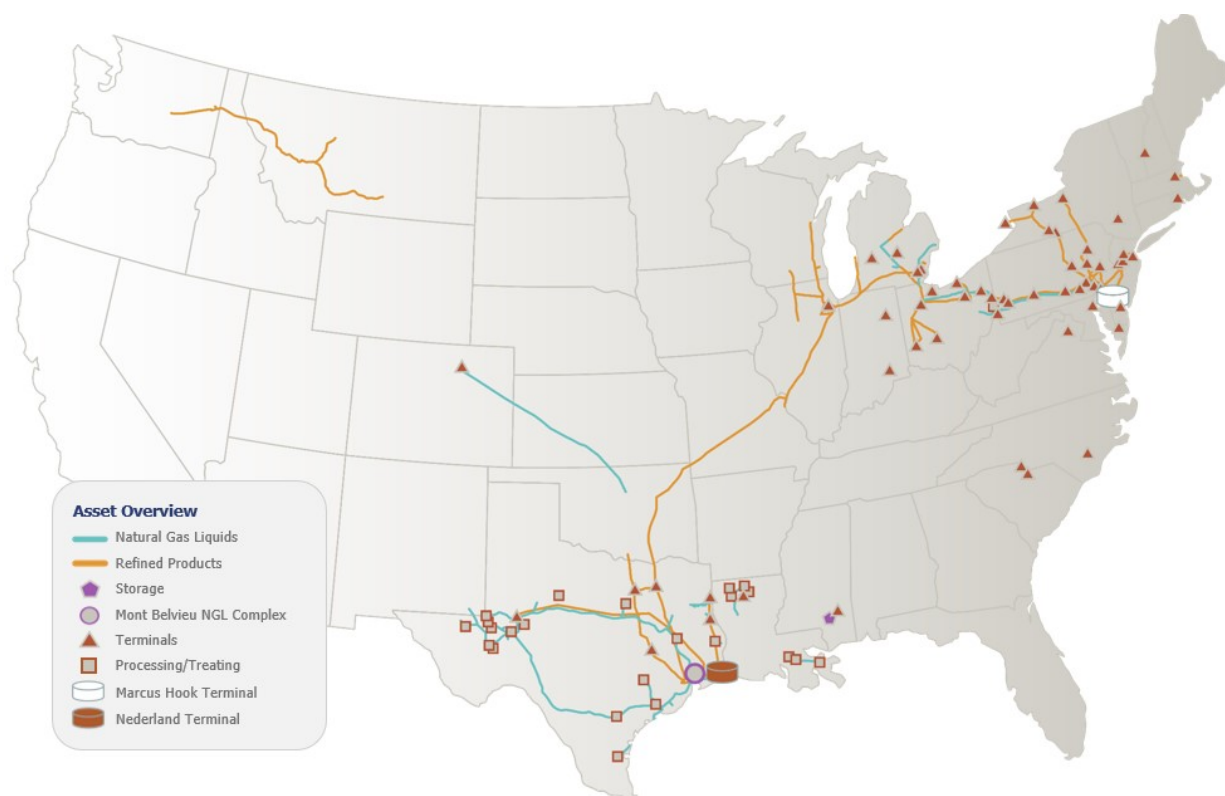 Asset Overview
Natural Gas Liquids
Refined Products
Storage
Mont Belvieu NGL Complex
Terminals
Processing/Treating
Marcus Hook Terminal
Nederland Terminal